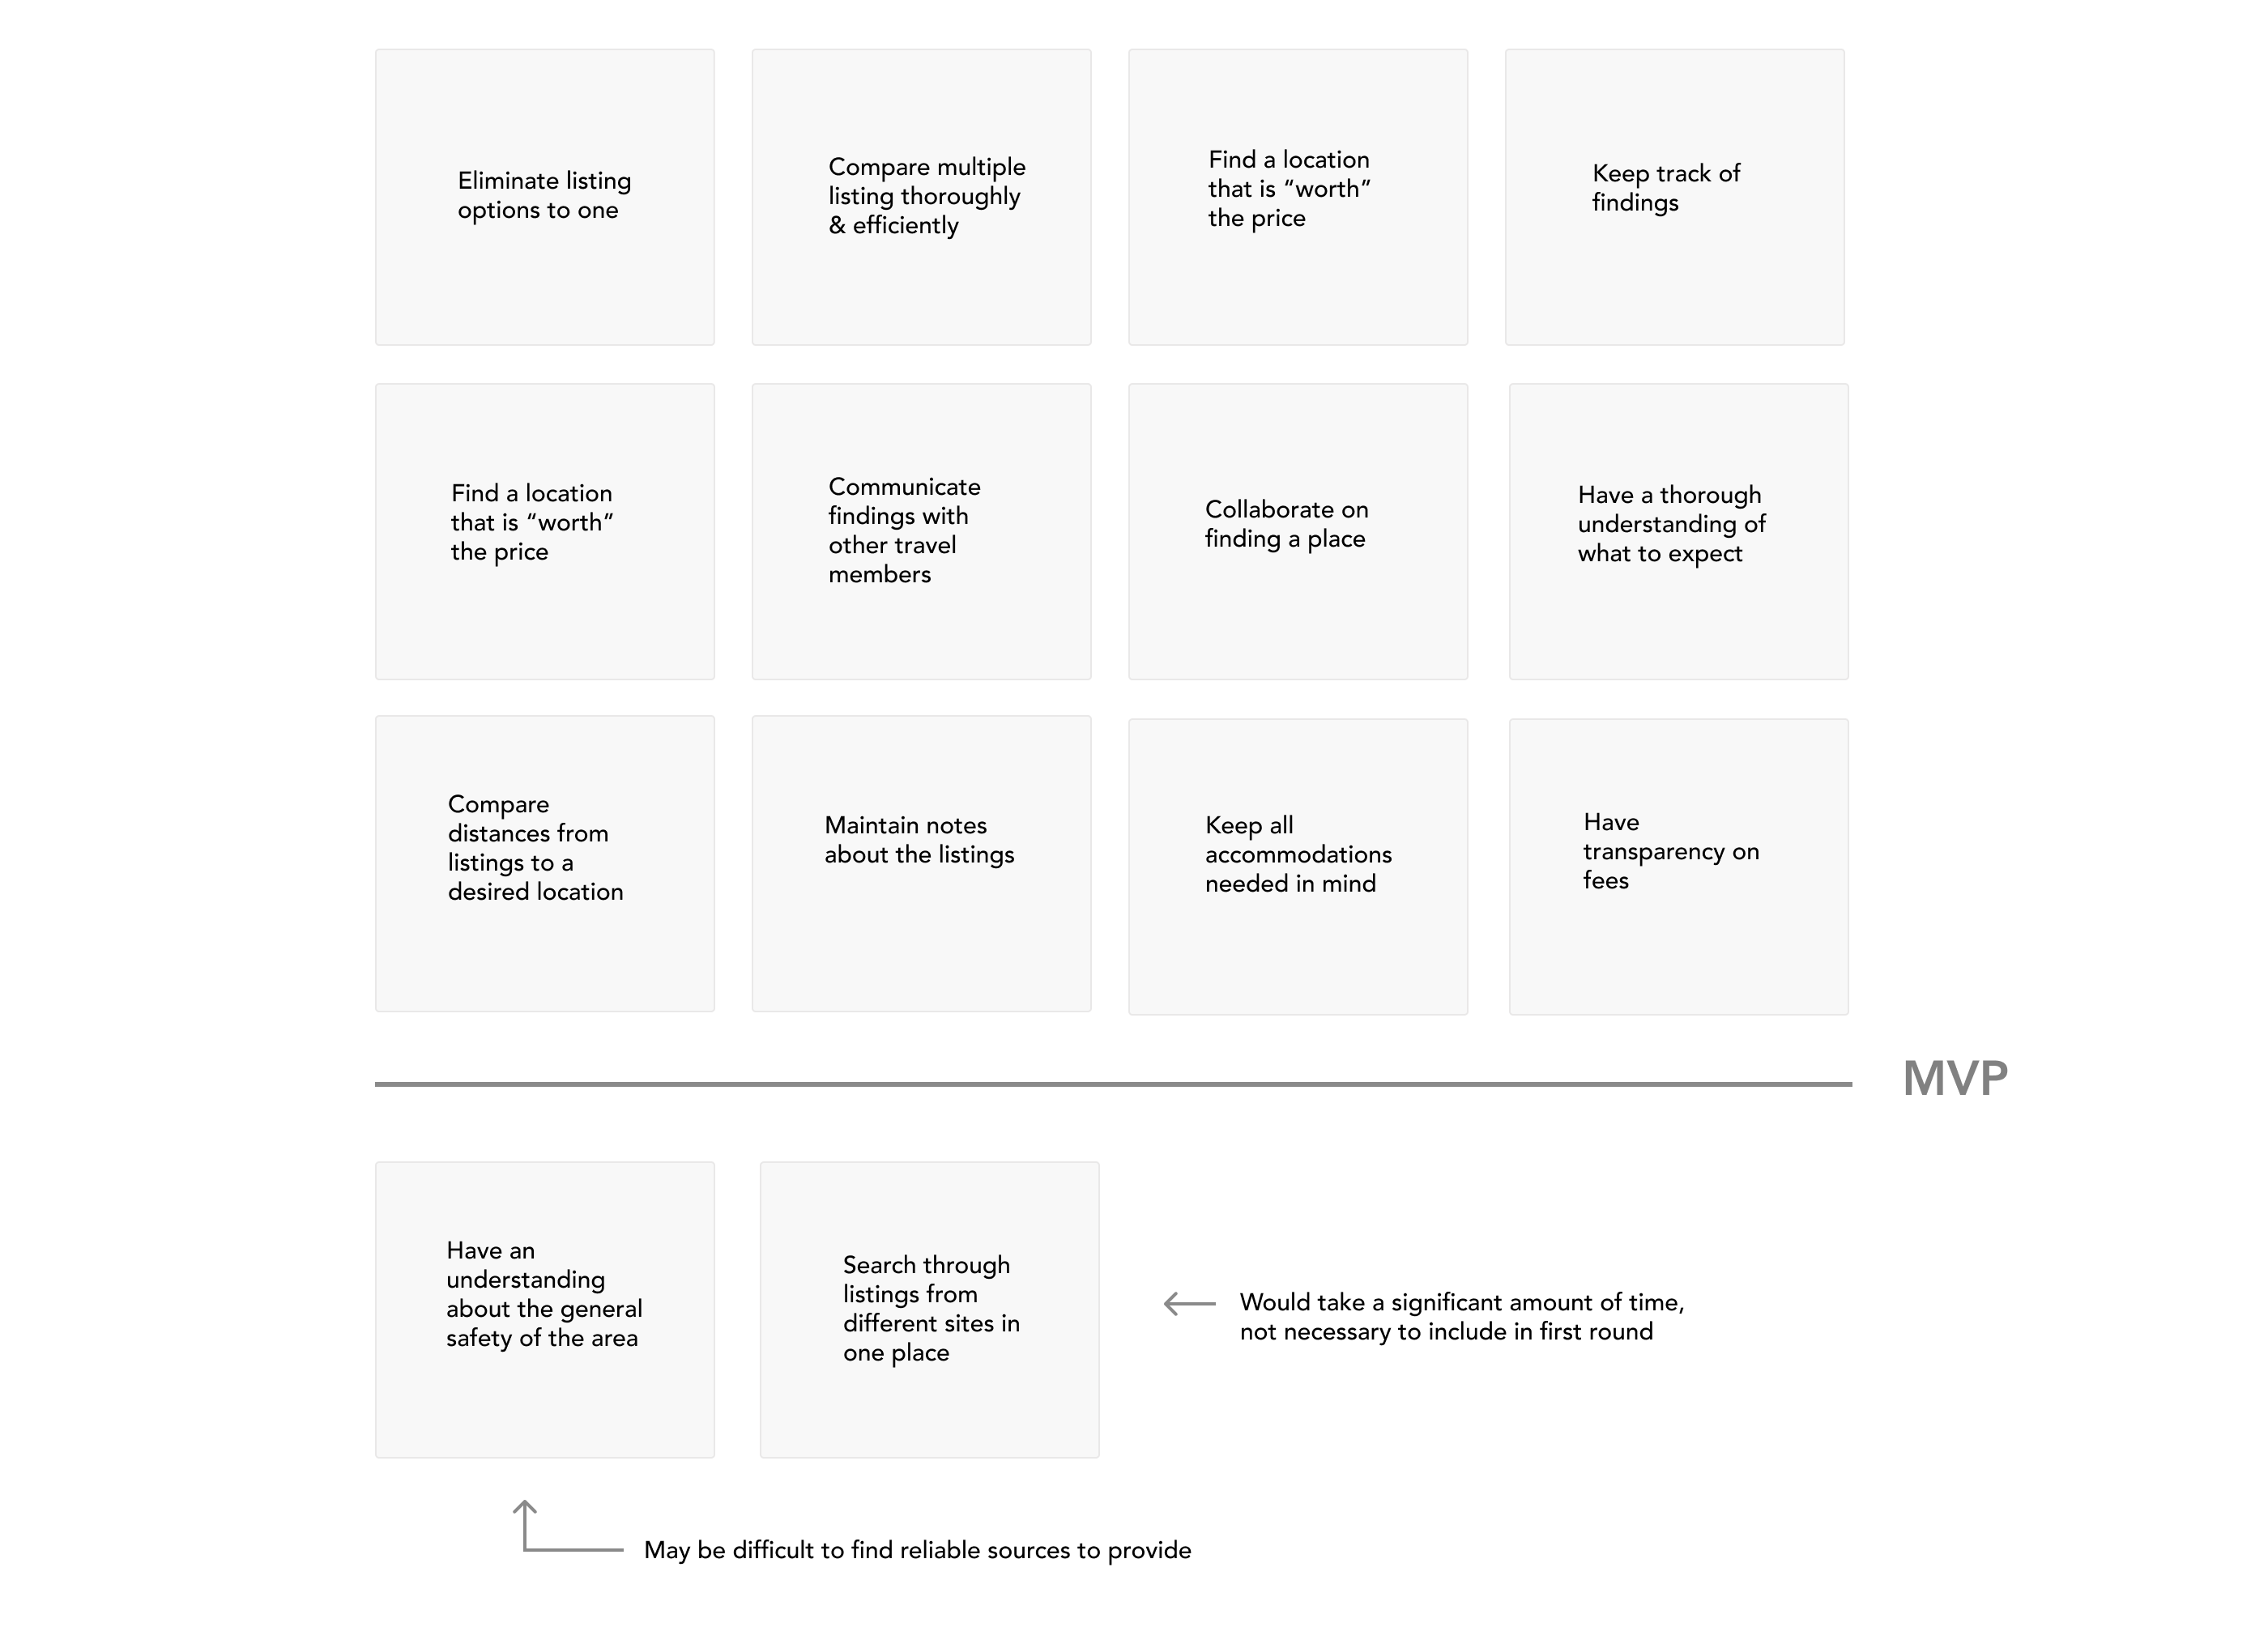 Eliminate listing
options to one
Compare multiple
listing thoroughly
& efficiently
Find a location
that is “worth”
the price
Keep track of
findings
Find a location
that is “worth”
the price
Communicate
findings with
other travel
members
Collaborate on
finding a place
Have a thorough
understanding of
what to expect
Compare
distances from
listings to a
desired location
Maintain notes
about the listings
Keep all
accommodations
needed in mind
Have
transparency on
fees
MVP
Have an
understanding
about the general
safety of the area
Search through
listings from
different sites in
one place
Would take a significant amount of time,
not necessary to include in first round
May be difficult to find reliable sources to provide